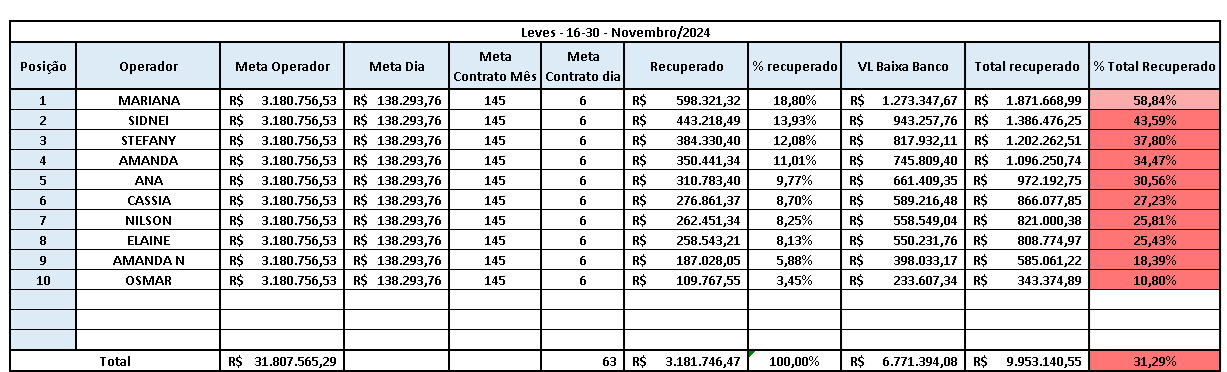 Leves - 16-30 - Novembro/2024
Posição Operador Meta Operador Meta Dia Meta Contrato Mês Meta Contrato dia Recuperado % recuperado VL Baixa Banco Total recuperado % Total Recuperado
1 MARIANA R$ 3.180.756,53 R$ 138.293,76 145 6 R$ 598.321,32 18,80% R$ 1.273.347,67 R$ 1.871.668,99 58,84%
2 SIDNEI R$ 3.180.756,53 R$ 138.293,76 145 6 R$ 443.218,49 13,93% R$ 943.257,76 R$ 1.386.476,25 43,59%
3 STEFANY R$ 3.180.756,53 R$ 138.293,76 145 6 R$ 384.330,40 12,08% R$ 817.932,11 R$ 1.202.262,51 37,80%
4 AMANDA R$ 3.180.756,53 R$ 138.293,76 145 6 R$ 350.441,34 11,01% R$ 745.809,40 R$ 1.096.250,74 34,47%
5 ANA R$ 3.180.756,53 R$ 138.293,76 145 6 R$ 310.783,40 9,77% R$ 661.409,35 R$ 972.192,75 30,56%
6 CASSIA R$ 3.180.756,53 R$ 138.293,76 145 6 R$ 276.861,37 8,70% R$ 589.216,48 R$ 866.077,85 27,23%
7 NILSON R$ 3.180.756,53 R$ 138.293,76 145 6 R$ 262.451,34 8,25% R$ 558.549,04 R$ 821.000,38 25,81%
8 ELAINE R$ 3.180.756,53 R$ 138.293,76 145 6 R$ 258.543,21 8,13% R$ 550.231,76 R$ 808.774,97 25,43%
9 AMANDA N R$ 3.180.756,53 R$ 138.293,76 145 6 R$ 187.028,05 5,88% R$ 398.033,17 R$ 585.061,22 18,39%
10 OSMAR R$ 3.180.756,53 R$ 138.293,76 145 6 R$ 109.767,55 3,45% R$ 233.607,34 R$ 343.374,89 10,80%
Total R$ 31.807.565,29 63 R$ 3.181.746,47 100,00% R$ 6.771.394,08 R$ 9.953.140,55 31,29%